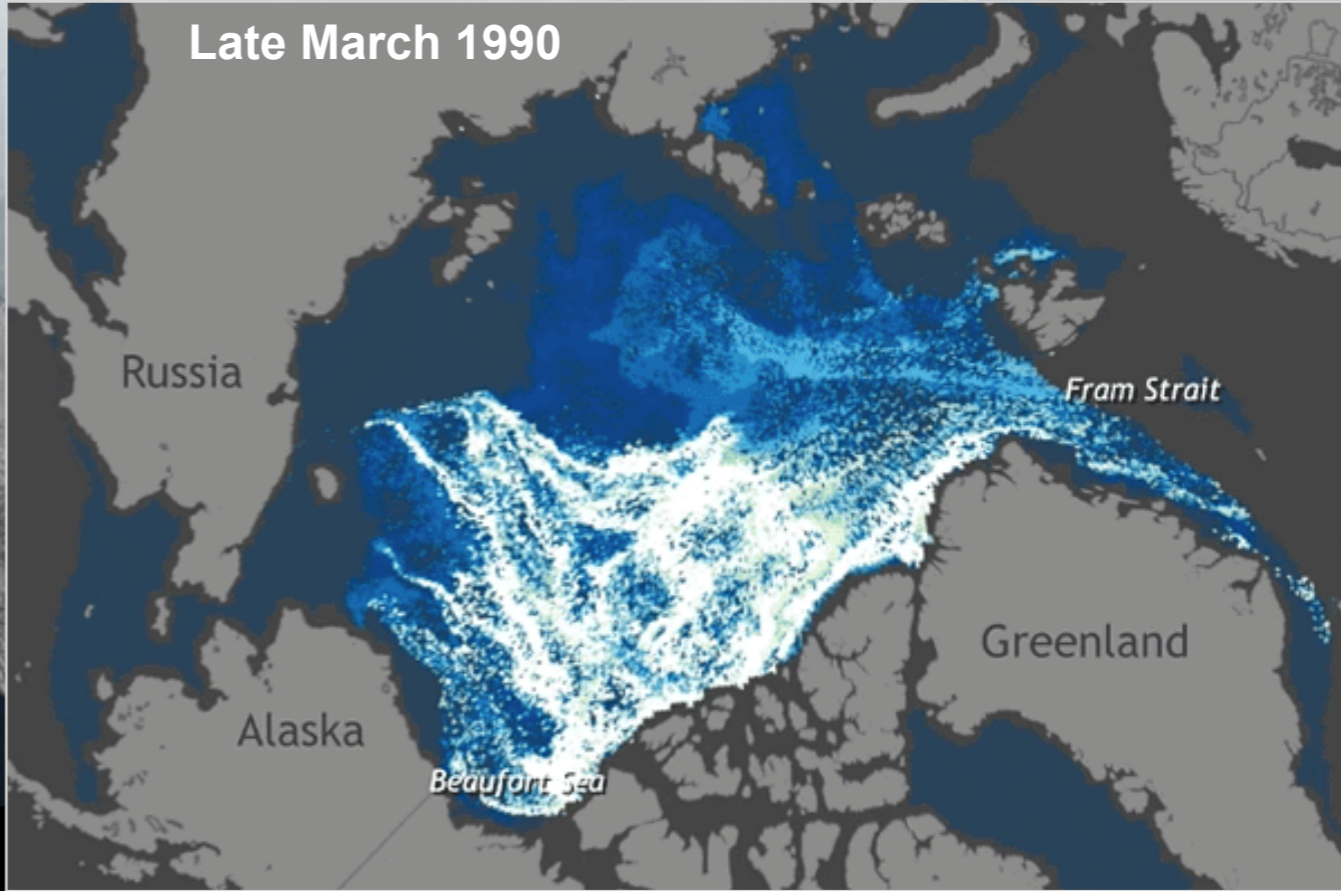 Late March 1990
Russia
Fram Strait
Greenland
Alaska
Beaufort Sea